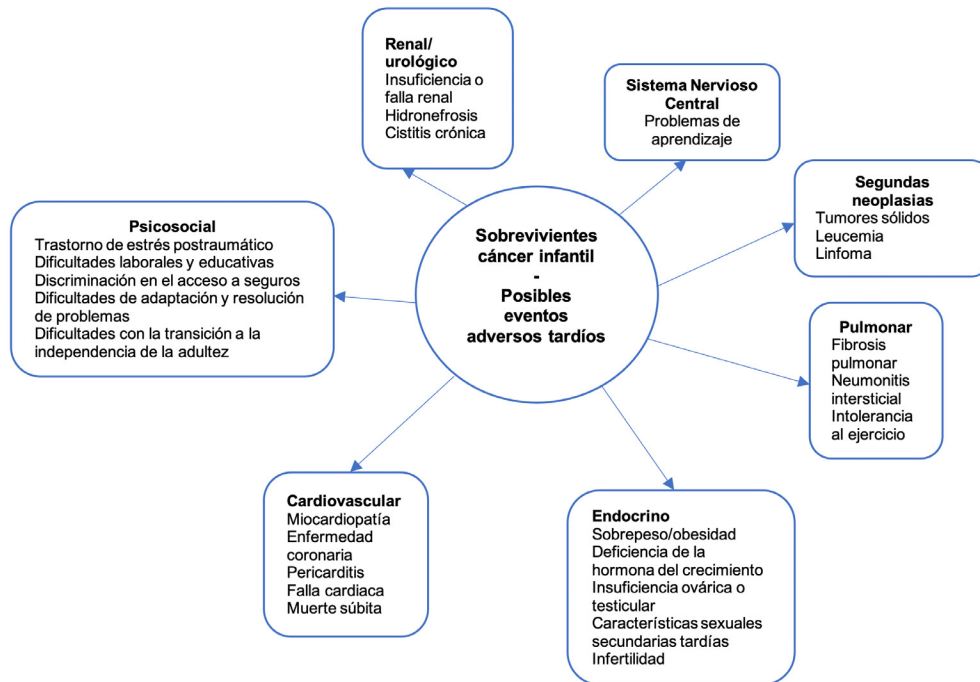 Renal/
urológico
Insuficiencia o
falla renal
Hidronefrosis
Cistitis crónica
Sistema Nervioso
Central
Problemas de
aprendizaje
Segundas
neoplasias
Tumores sólidos
Leucemia
Linfoma
Psicosocial
Trastorno de estrés postraumático
Dificultades laborales y educativas
Discriminación en el acceso a seguros
Dificultades de adaptación y resolución
de problemas
Dificultades con la transición a la
independencia de la adultez
Sobrevivientes
cáncer infantil
-
Posibles
eventos
adversos tardíos
Pulmonar
Fibrosis
pulmonar
Neumonitis
intersticial
Intolerancia
al ejercicio
Cardiovascular
Miocardiopatía
Enfermedad
coronaria
Pericarditis
Falla cardiaca
Muerte súbita
Endocrino
Sobrepeso/obesidad
Deficiencia de la
hormona del crecimiento
Insuficiencia ovárica o
testicular
Características sexuales
secundarias tardías
Infertilidad